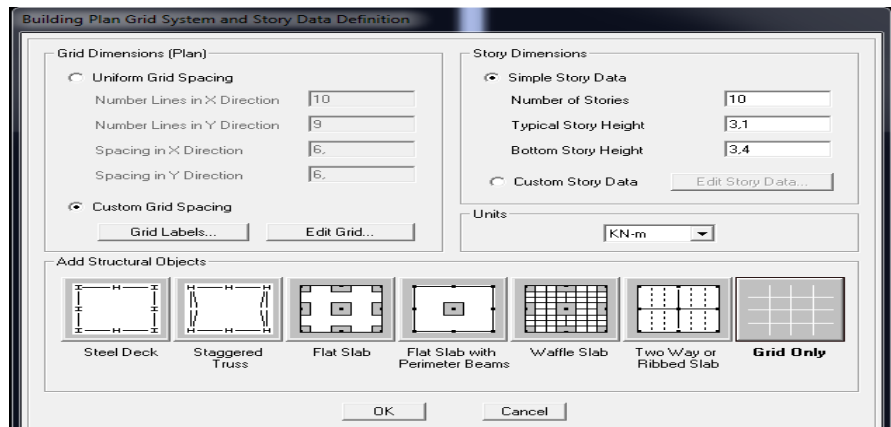 Building Plan Grid System and Story Data Definition
Grid Dimensions (Plan)
Uniform Grid Spacing
Number Lines in X Direction 10
Number Lines in Y Direction 9
Spacing in X Direction 6,
Spacing in Y Direction 6,
Custom Grid Spacing
Grid Labels... Edit Grid...
Story Dimensions
Simple Story Data
Number of Stories 10
Typical Story Height 3,1
Bottom Story Height 3,4
Custom Story Data Edit Story Data...
Units
KN-m
Add Structural Objects
Steel Deck
Staggered
Truss
Flat Slab
Flat Slab with
Perimeter Beams
Waffle Slab
Two Way or
Ribbed Slab
Grid Only
OK Cancel